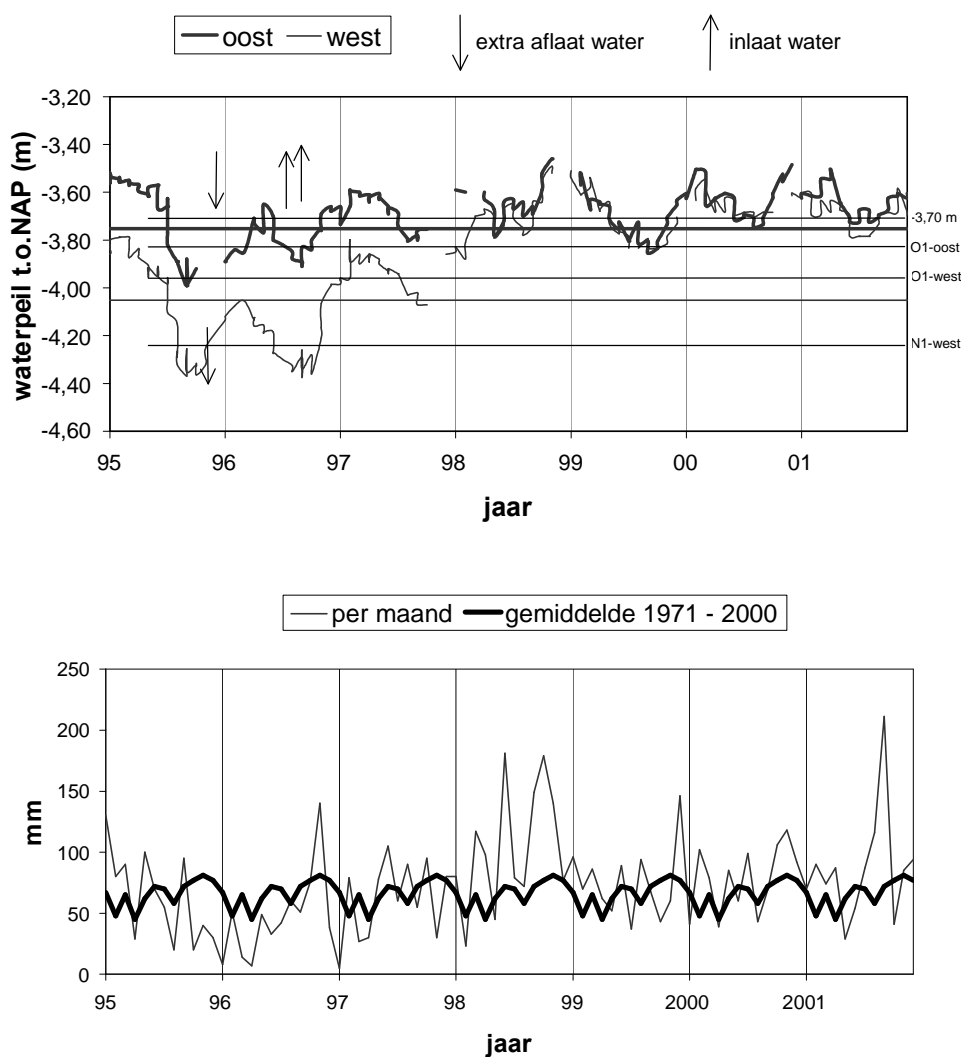 oost west
extra aflaat water
inlaat water
waterpeil t.o.NAP (m)
-3,20
-3,40
-3,60
-3,80
-4,00
-4,20
-4,40
-4,60
-3,70 m
O1-oost
O1-west
N1-west
95 96 97 98 99 00 01
jaar
per maand gemiddelde 1971 - 2000
mm
250
200
150
100
50
0
95 96 97 98 99 2000 2001
jaar